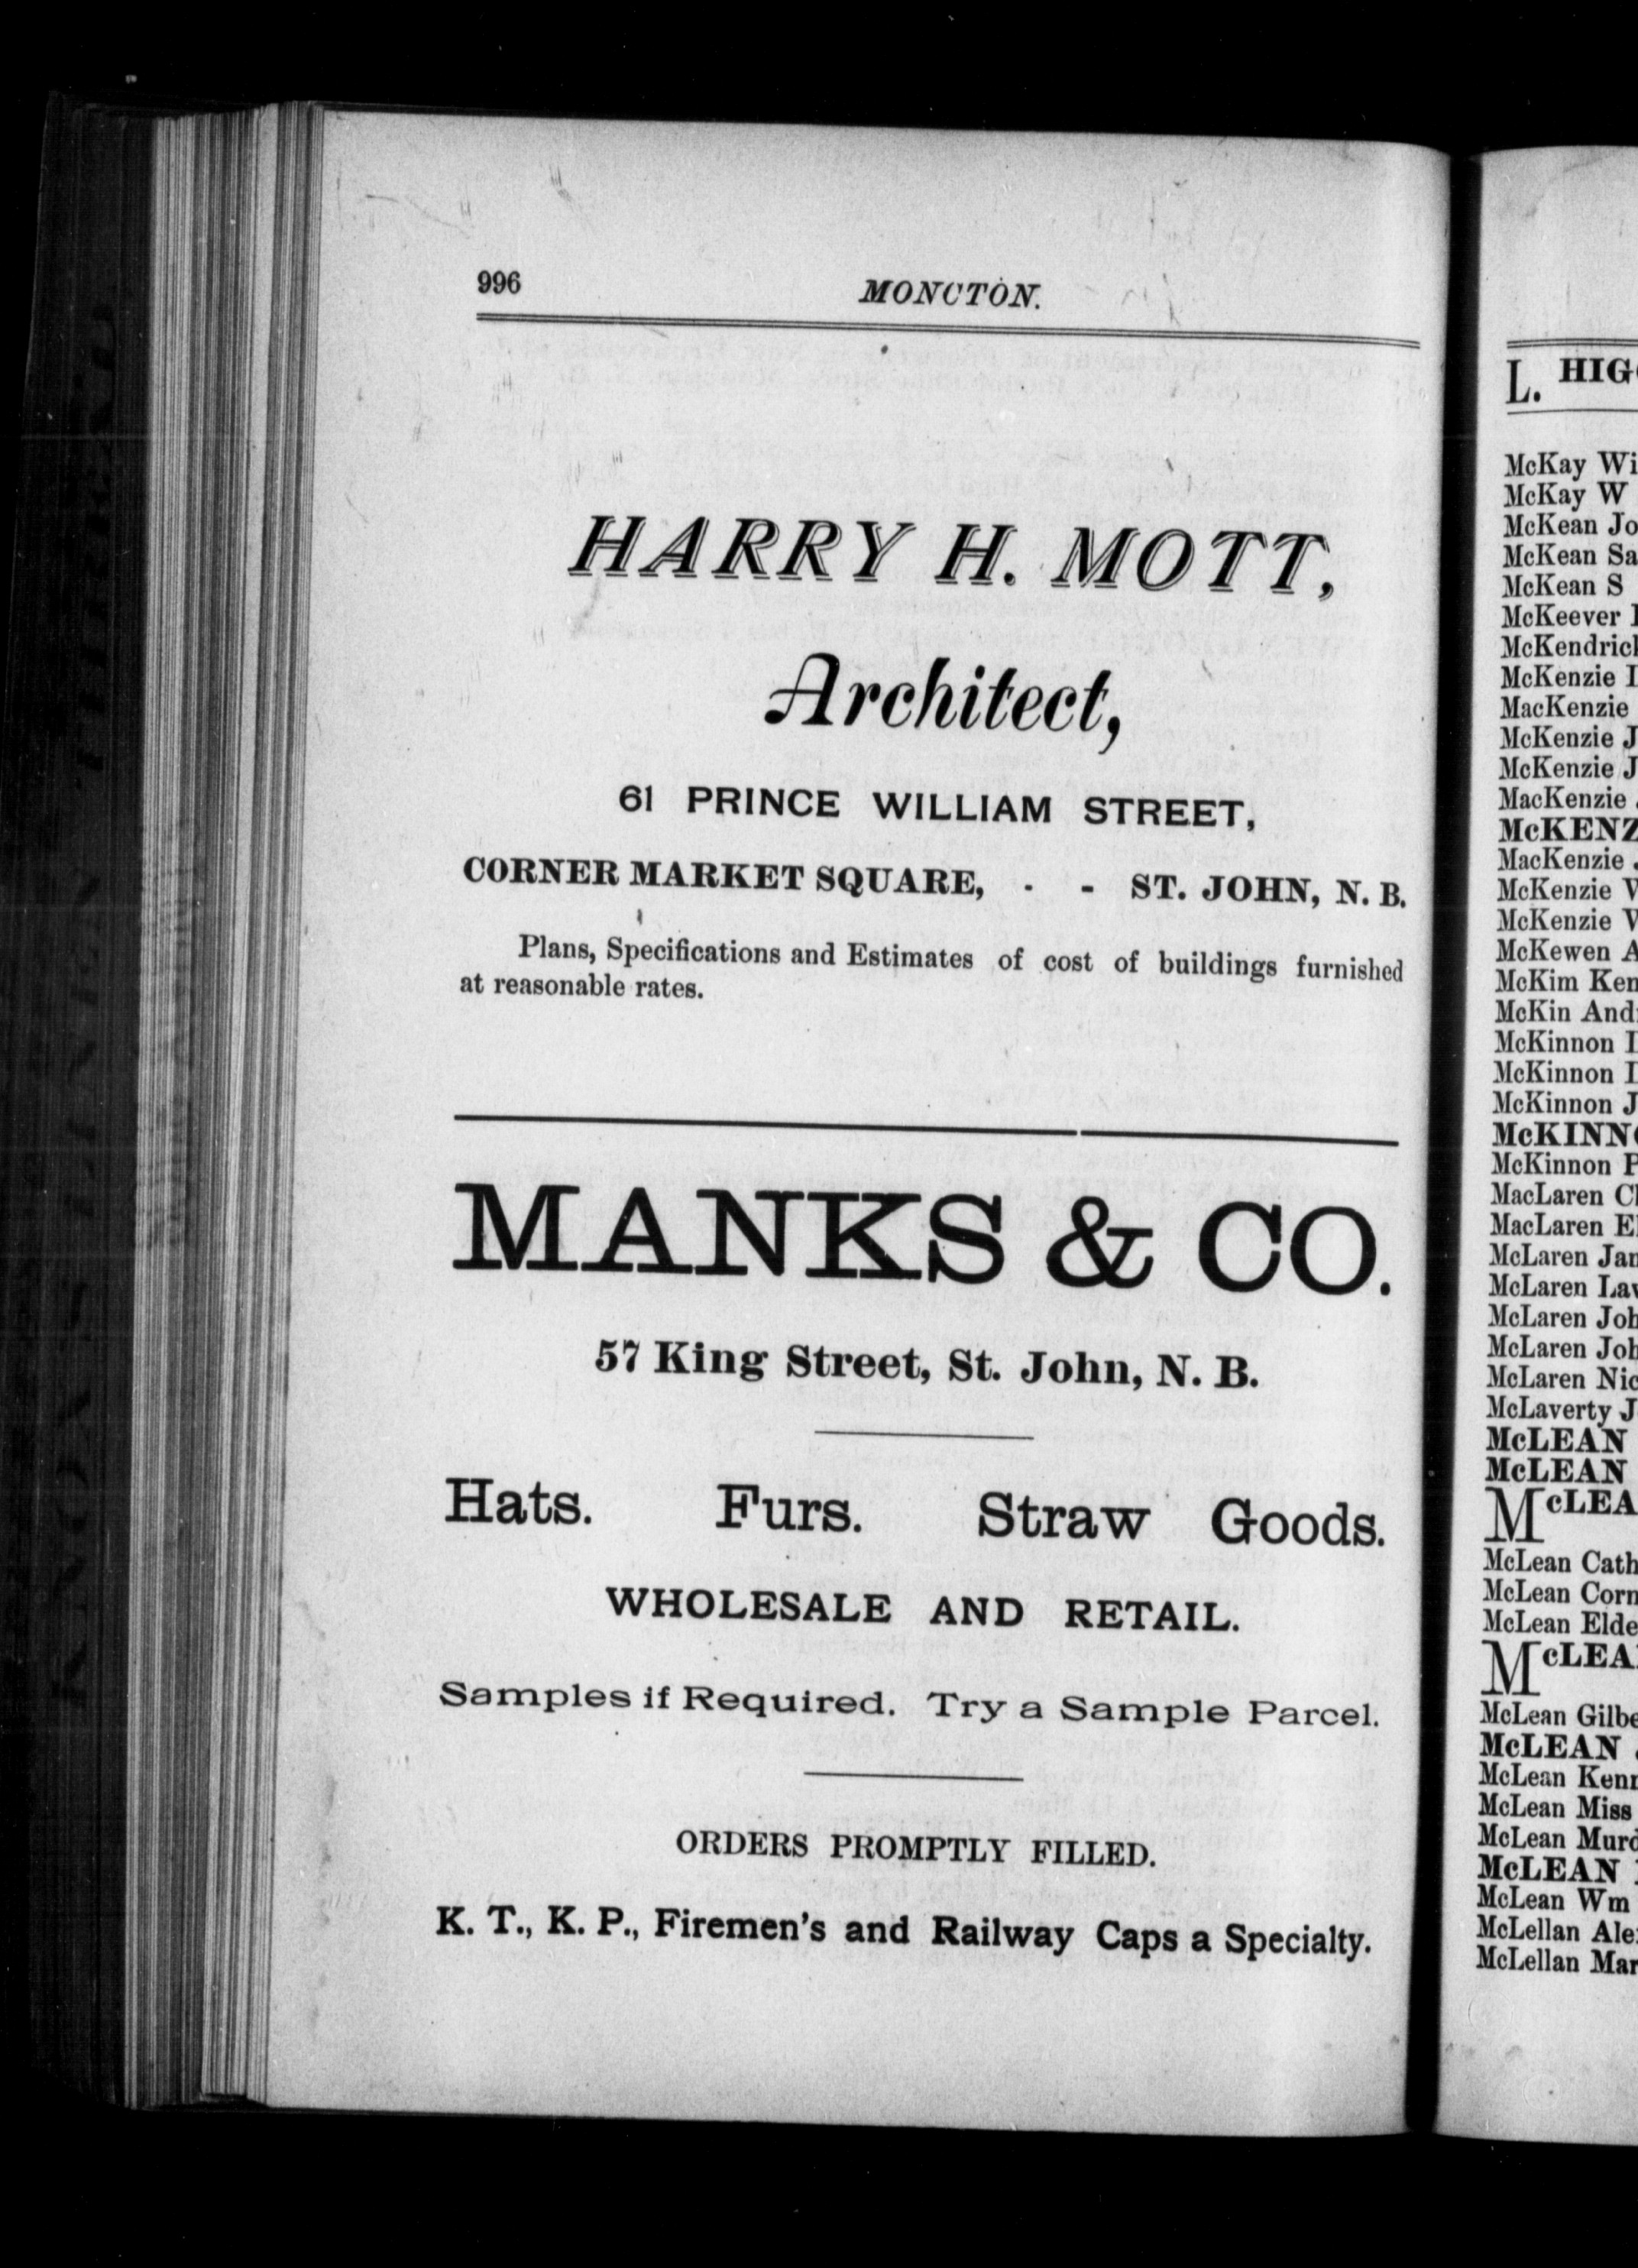 996
MONCTON.
HARRY H. MOTT,
Architect,
61 PRINCE WILLIAM STREET,
CORNER MARKET SQUARE, - - ST. JOHN, N. B.
Plans, Specifications and Estimates of cost of buildings furnished
at reasonable rates.
MANKS & CO.
57 King Street, St. John, N. B.
Hats. Furs. Straw Goods.
WHOLESALE AND RETAIL.
Samples if Required. Try a Sample Parcel.
ORDERS PROMPTLY FILLED.
K. T., K. P., Firemen's and Railway Caps a Specialty.
L. HIG
McKay Wi
McKay W
McKean Jo
McKean Sa
McKean S
McKeever
McKendrick
McKenzie
MacKenzie
McKenzie J
McKenzie J
MacKenzie
McKENZ
MacKenzie
McKenzie
McKenzie
McKewen A
McKim Ken
McKin And
McKinnon
McKinnon
McKinnon J
McKINN
McKinnon
MacLaren
MacLaren
McLaren Jan
McLaren
McLaren Joh
McLaren Joh
McLaren Nic
McLaverty J
McLEAN
McLEAN
McLEA
McLean Cath
McLean Corn
McLean Elde
McLEA
McLean Gilbe
McLEAN
McLean Kenn
McLean Miss
McLean Murd
McLEAN
McLean Wm
McLellan Ale
McLellan Mar